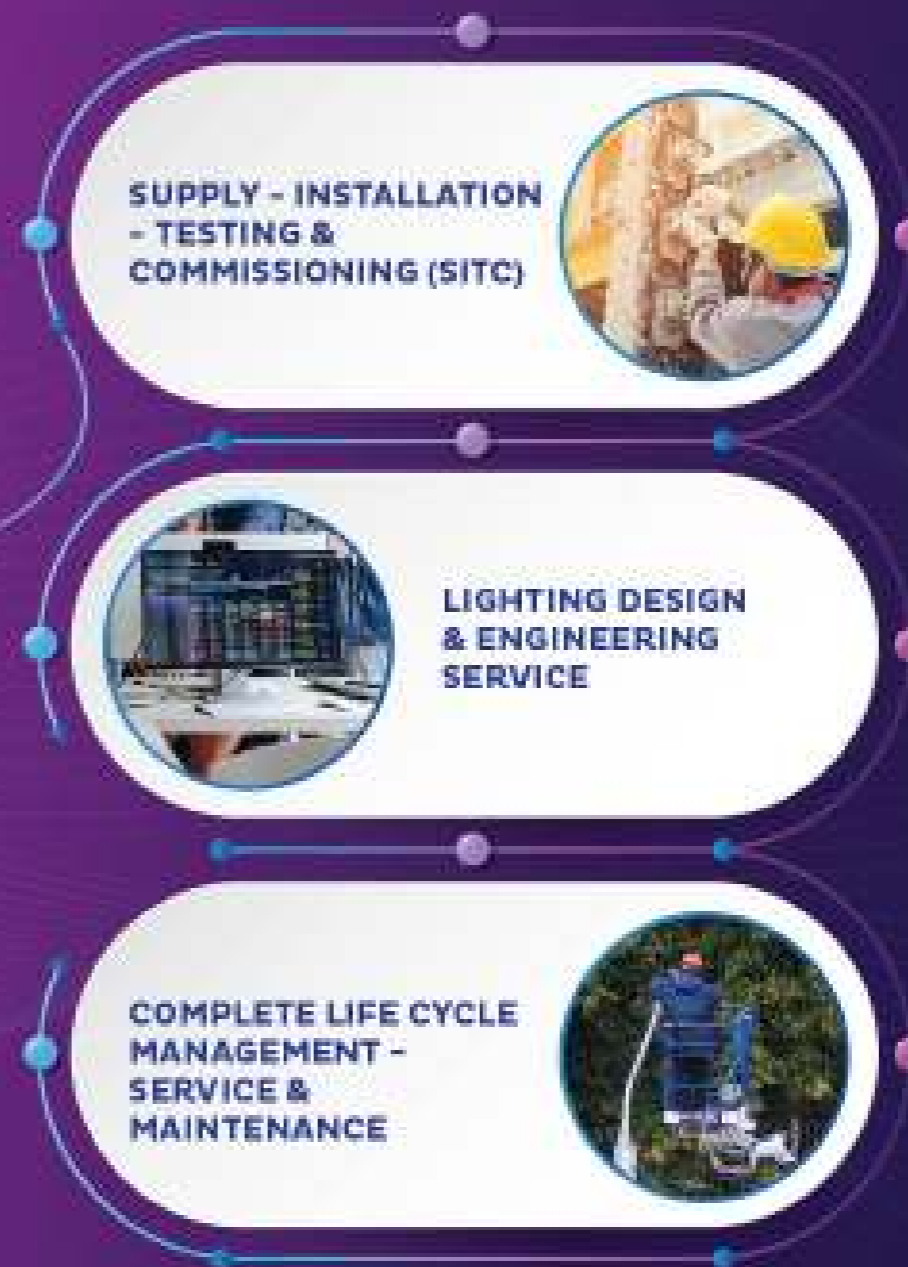 SUPPLY - INSTALLATION
- TESTING &
COMMISSIONING (SITC)
LIGHTING DESIGN
& ENGINEERING
SERVICE
COMPLETE LIFE CYCLE
MANAGEMENT -
SERVICE &
MAINTENANCE